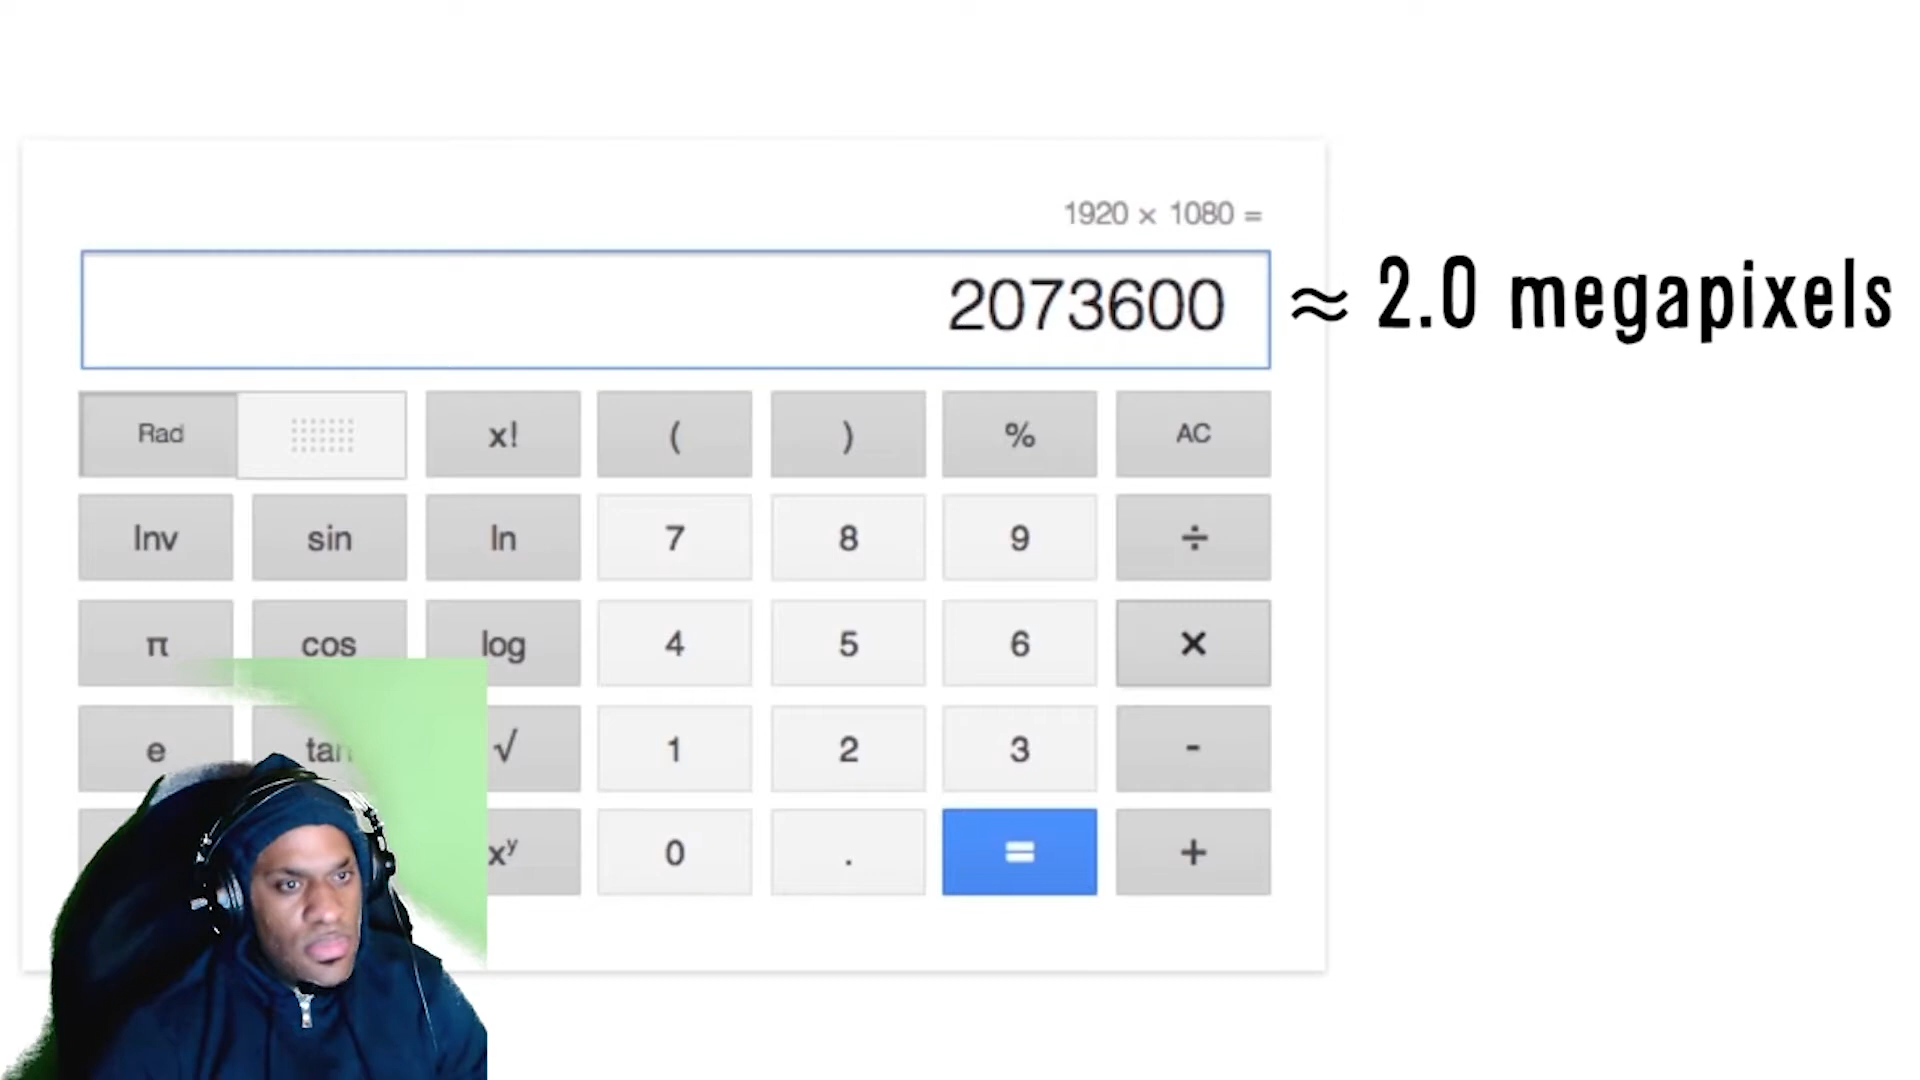 1920 × 1080 =
2073600 ≈ 2.0 megapixels
Rad x! ( ) % AC
Inv sin ln 7 8 9 ÷
π cos log 4 5 6 ×
e tan √ 1 2 3 -
xʸ 0 . = +